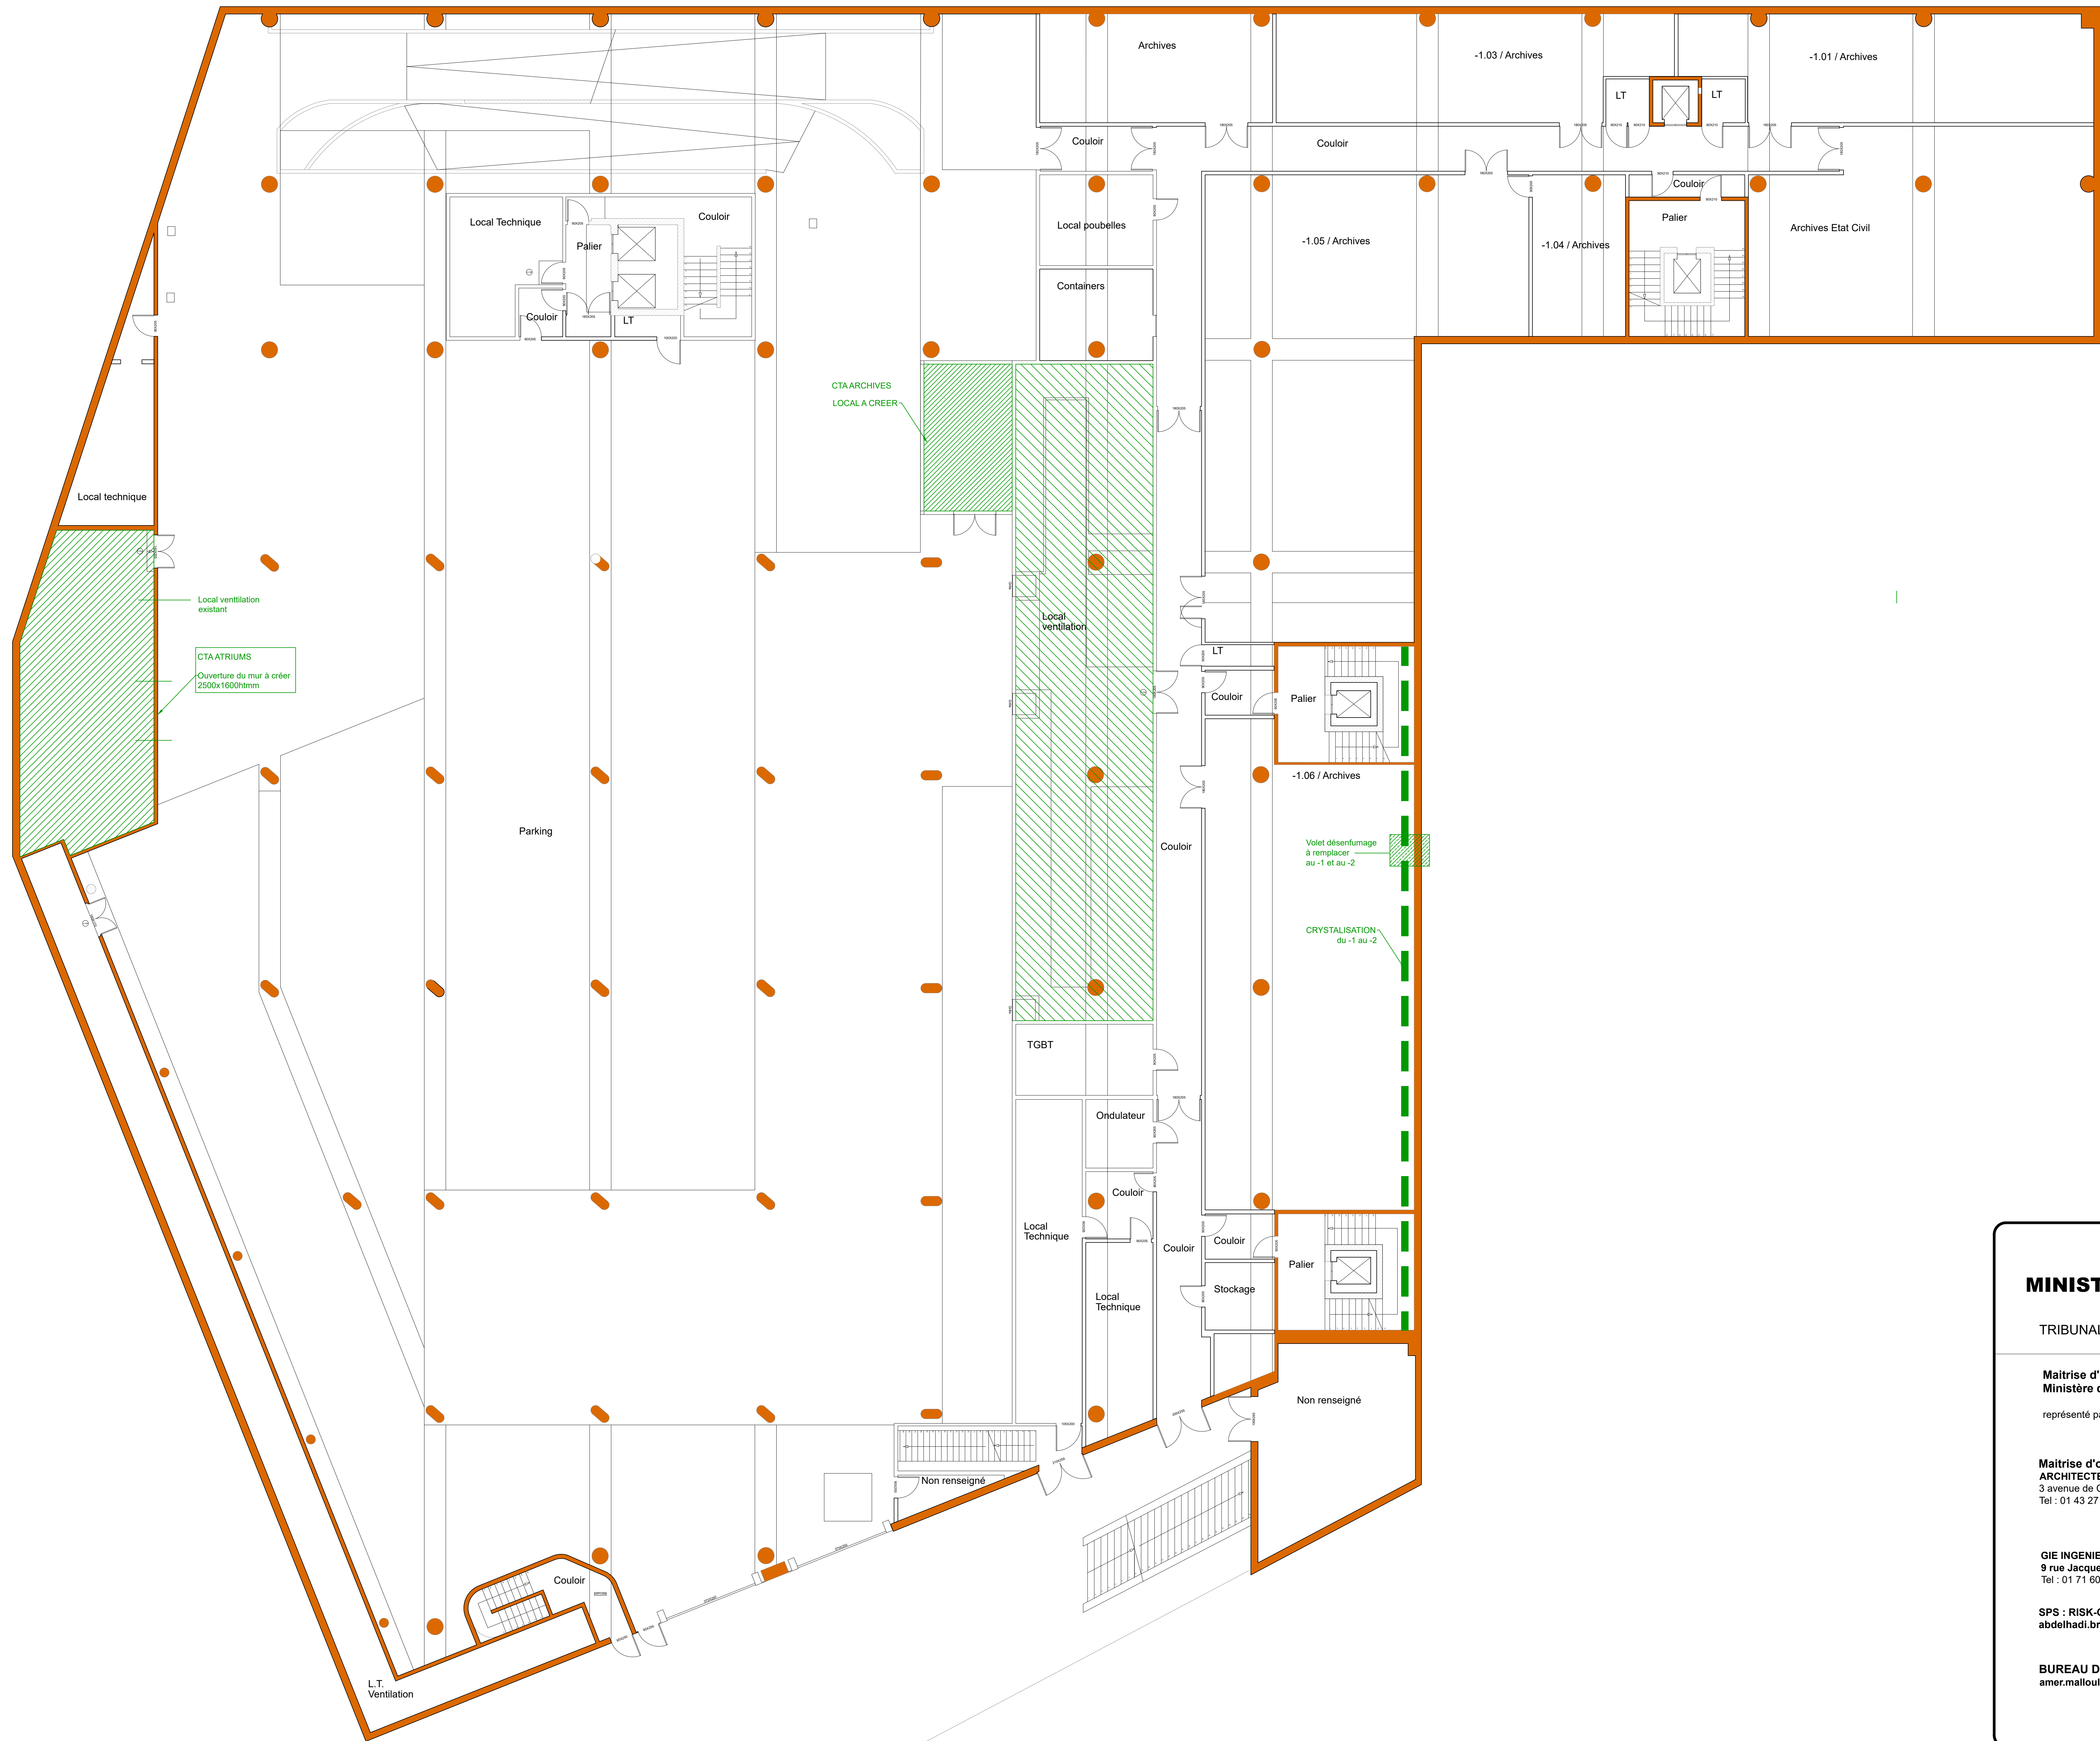 Archives
-1.03 / Archives
-1.01 / Archives
LT
LT
Couloir
Couloir
Couloir
Local Technique
Palier
Couloir
Local poubelles
-1.05 / Archives
-1.04 / Archives
Palier
Archives Etat Civil
Containers
Couloir
LT
CTA ARCHIVES
LOCAL A CREER
Local technique
Local venttilation
existant
CTA ATRIUMS
Ouverture du mur à créer
2500x1600htmm
Local
ventilation
LT
Couloir
Palier
-1.06 / Archives
Parking
Couloir
Volet désenfumage
à remplacer
au -1 et au -2
CRYSTALISATION
du -1 au -2
TGBT
Ondulateur
Couloir
Local
Technique
Couloir
Couloir
Palier
Stockage
Local
Technique
Non renseigné
Non renseigné
Couloir
L.T.
Ventilation
MINIST
TRIBUNAL
Maitrise d'
Ministère d
représenté pa
Maitrise d'o
ARCHITECTE
3 avenue de
Tel : 01 43 27
GIE INGENIE
9 rue Jacque
Tel : 01 71 60
SPS : RISK-
abdelhadi.br
BUREAU D
amer.malloul